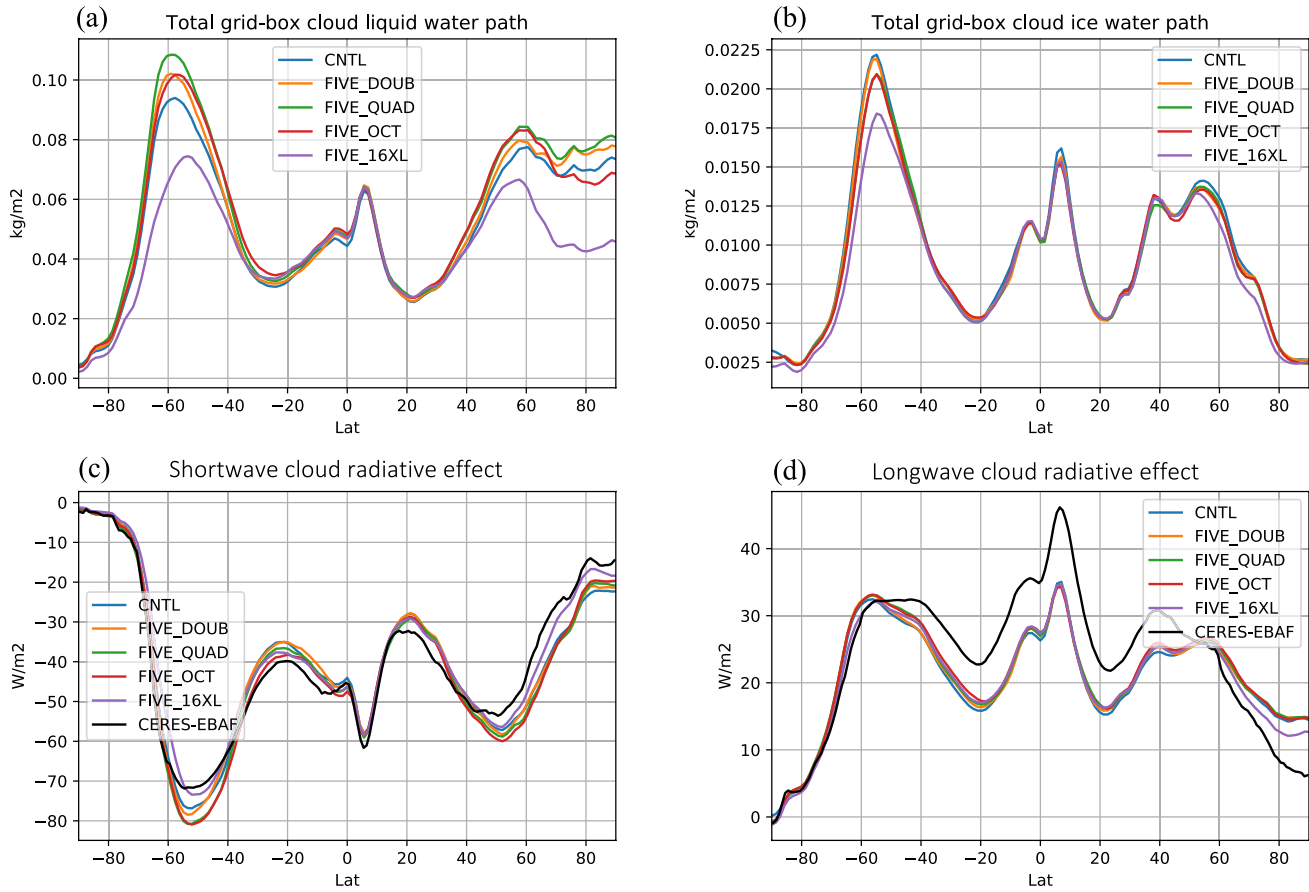 (a)
Total grid-box cloud liquid water path
kg/m2
0.10
0.08
0.06
0.04
0.02
0.00
CNTL
FIVE_DOUB
FIVE_QUAD
FIVE_OCT
FIVE_16XL
−80 −60 −40 −20 0 20 40 60 80
Lat
(b)
Total grid-box cloud ice water path
kg/m2
0.0225
0.0200
0.0175
0.0150
0.0125
0.0100
0.0075
0.0050
0.0025
CNTL
FIVE_DOUB
FIVE_QUAD
FIVE_OCT
FIVE_16XL
−80 −60 −40 −20 0 20 40 60 80
Lat
(c)
Shortwave cloud radiative effect
W/m2
0
−10
−20
−30
−40
−50
−60
−70
−80
CNTL
FIVE_DOUB
FIVE_QUAD
FIVE_OCT
FIVE_16XL
CERES-EBAF
−80 −60 −40 −20 0 20 40 60 80
Lat
(d)
Longwave cloud radiative effect
W/m2
40
30
20
10
0
CNTL
FIVE_DOUB
FIVE_QUAD
FIVE_OCT
FIVE_16XL
CERES-EBAF
−80 −60 −40 −20 0 20 40 60 80
Lat